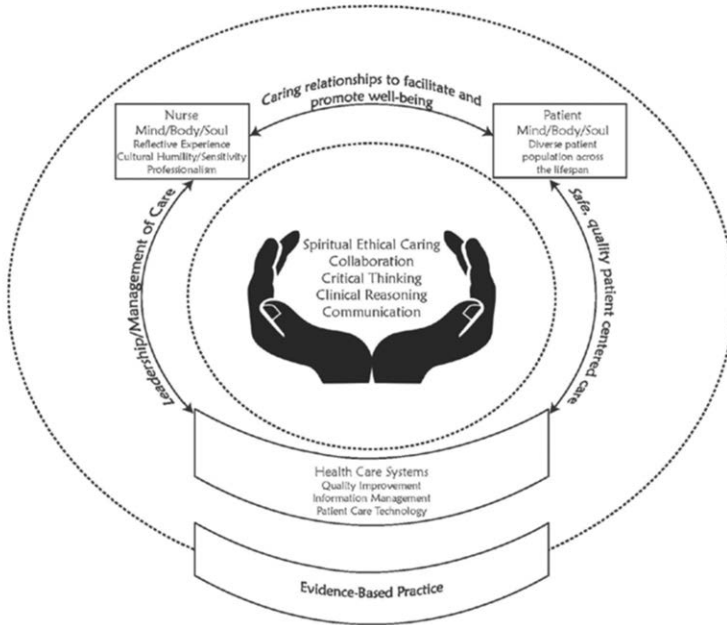 Caring relationships to facilitate and
promote well-being
Nurse
Mind/Body/Soul
Reflective Experience
Cultural Humility/Sensitivity
Professionalism
Patient
Mind/Body/Soul
Diverse patient
population across
the lifespan
Leadership/Management of Care
Safe, quality patient centered care
Spiritual Ethical Caring
Collaboration
Critical Thinking
Clinical Reasoning
Communication
Health Care Systems
Quality Improvement
Information Management
Patient Care Technology
Evidence-Based Practice